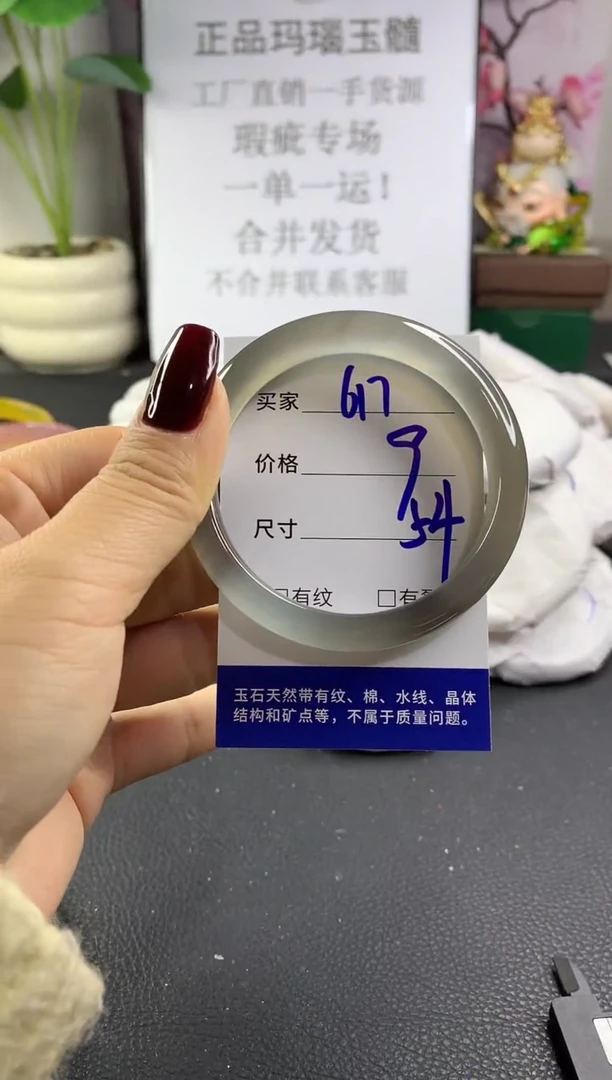 正品玛瑙玉髓
工厂直销一手货源
瑕疵专场
一单一运！
合并发货
不合并联系客服
买家 617
价格 9
尺寸 54
□有纹 □有
玉石天然带有纹、棉、水线、晶体
结构和矿点等，不属于质量问题。